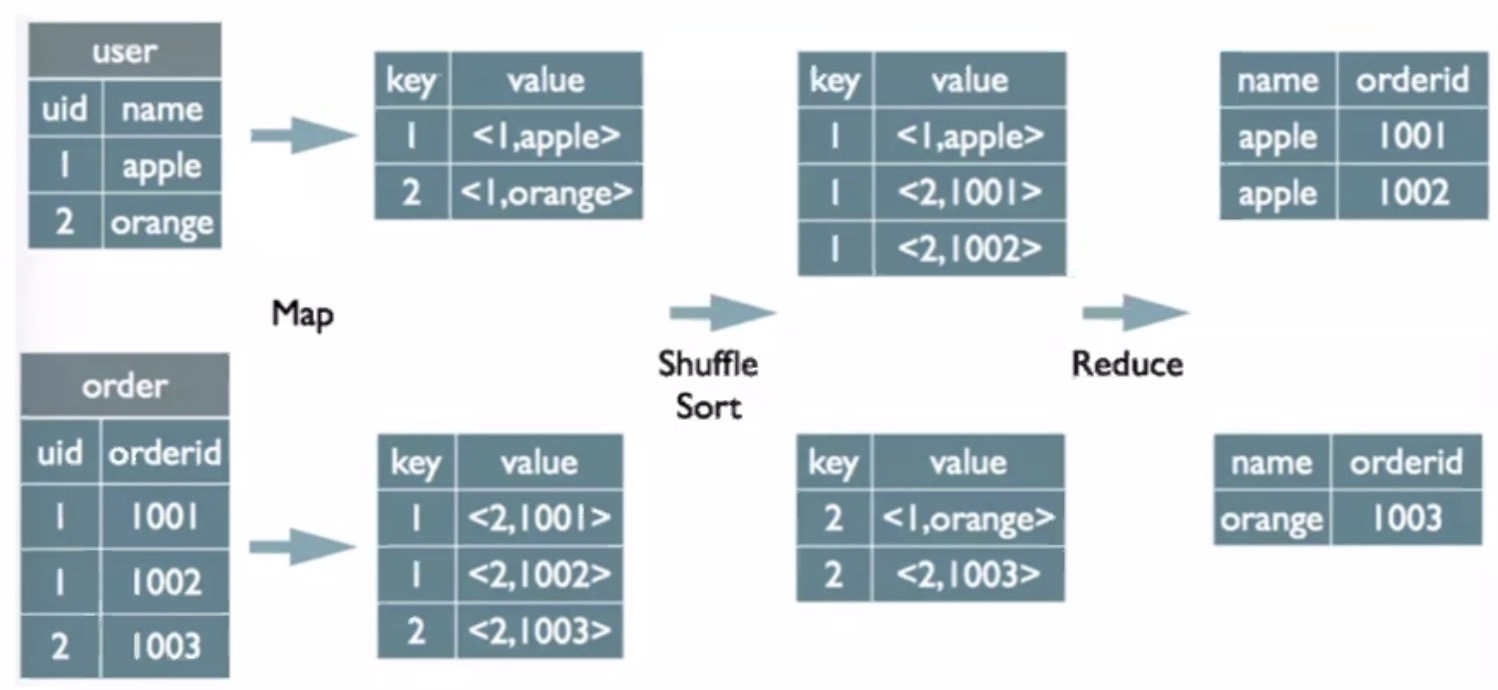 user
uid name
1 apple
2 orange
key value
1 <1,apple>
2 <1,orange>
Map
order
uid orderid
1 1001
1 1002
2 1003
key value
1 <2,1001>
1 <2,1002>
2 <2,1003>
Shuffle
Sort
key value
1 <1,apple>
1 <2,1001>
1 <2,1002>
key value
2 <1,orange>
2 <2,1003>
Reduce
name orderid
apple 1001
apple 1002
name orderid
orange 1003